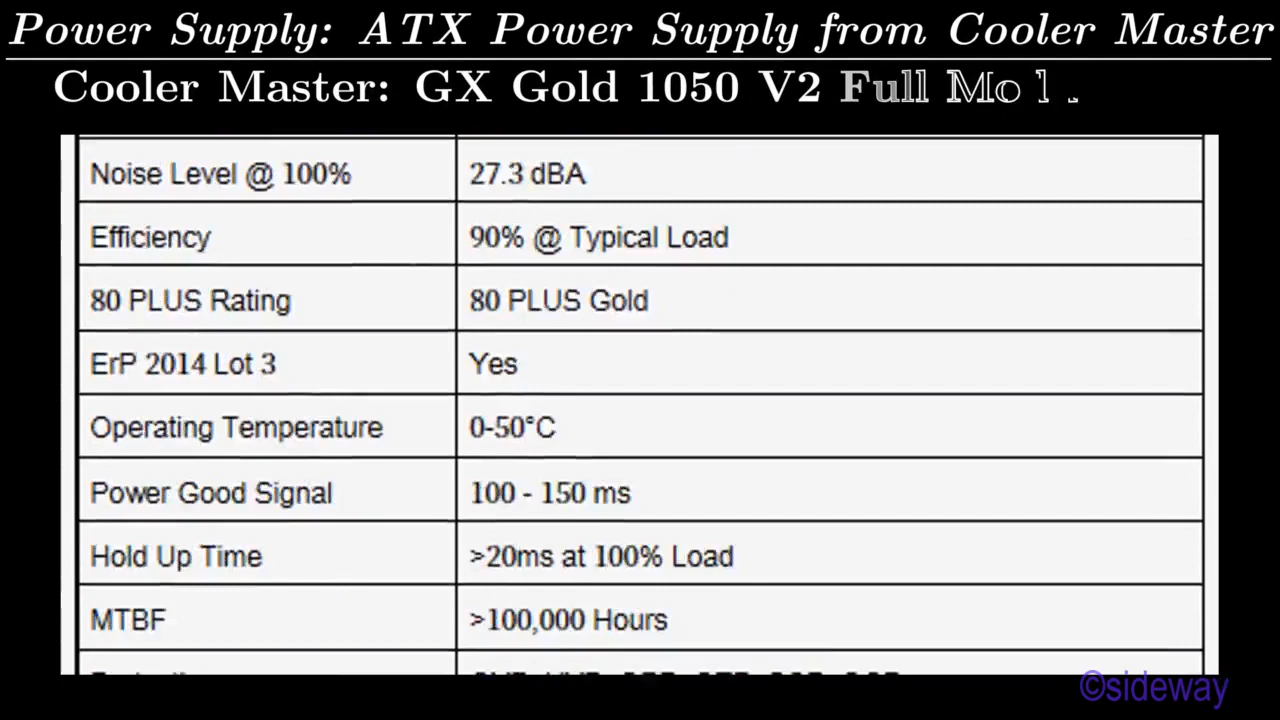 Power Supply: ATX Power Supply from Cooler Master
Cooler Master: GX Gold 1050 V2 Full
Noise Level @ 100% 27.3 dBA
Efficiency 90% @ Typical Load
80 PLUS Rating 80 PLUS Gold
ErP 2014 Lot 3 Yes
Operating Temperature 0-50°C
Power Good Signal 100 - 150 ms
Hold Up Time >20ms at 100% Load
MTBF >100,000 Hours
©sideway